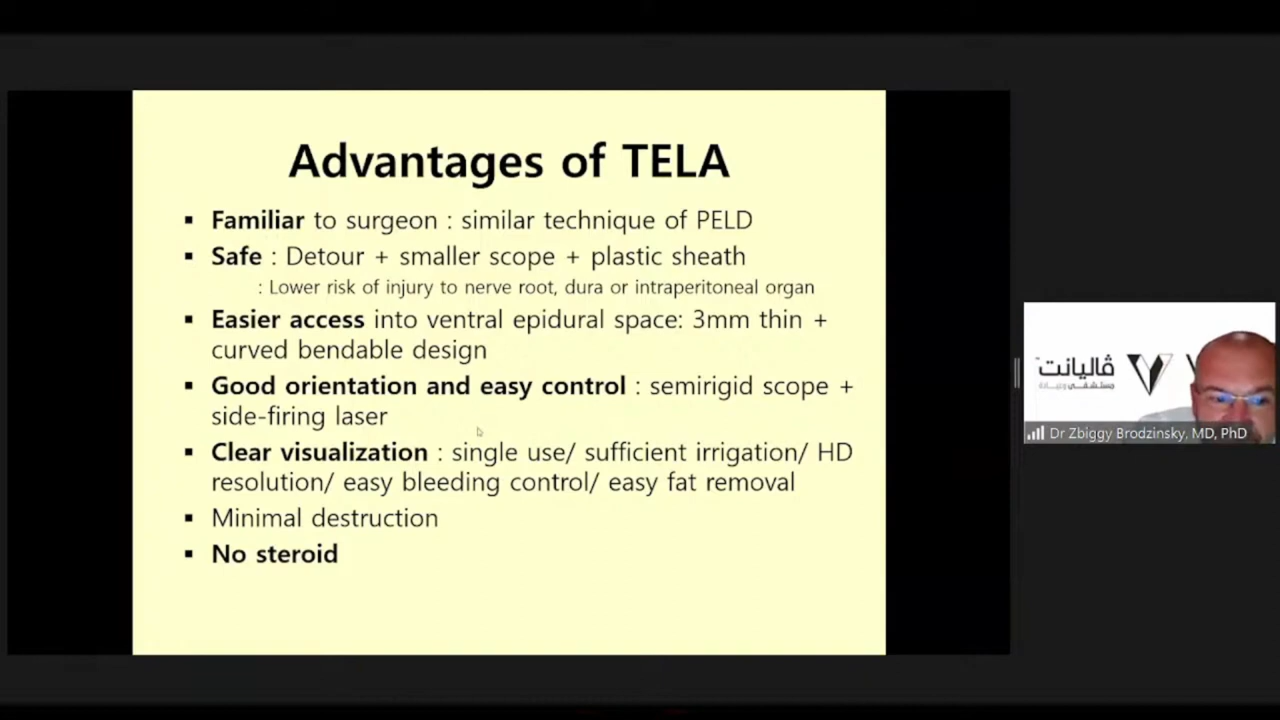 Advantages of TELA
▪ Familiar to surgeon : similar technique of PELD
▪ Safe : Detour + smaller scope + plastic sheath
: Lower risk of injury to nerve root, dura or intraperitoneal organ
▪ Easier access into ventral epidural space: 3mm thin +
curved bendable design
▪ Good orientation and easy control : semirigid scope +
side-firing laser
▪ Clear visualization : single use/ sufficient irrigation/ HD
resolution/ easy bleeding control/ easy fat removal
▪ Minimal destruction
▪ No steroid
ڤاليانت
Dr Zbiggy Brodzinsky, MD, PhD